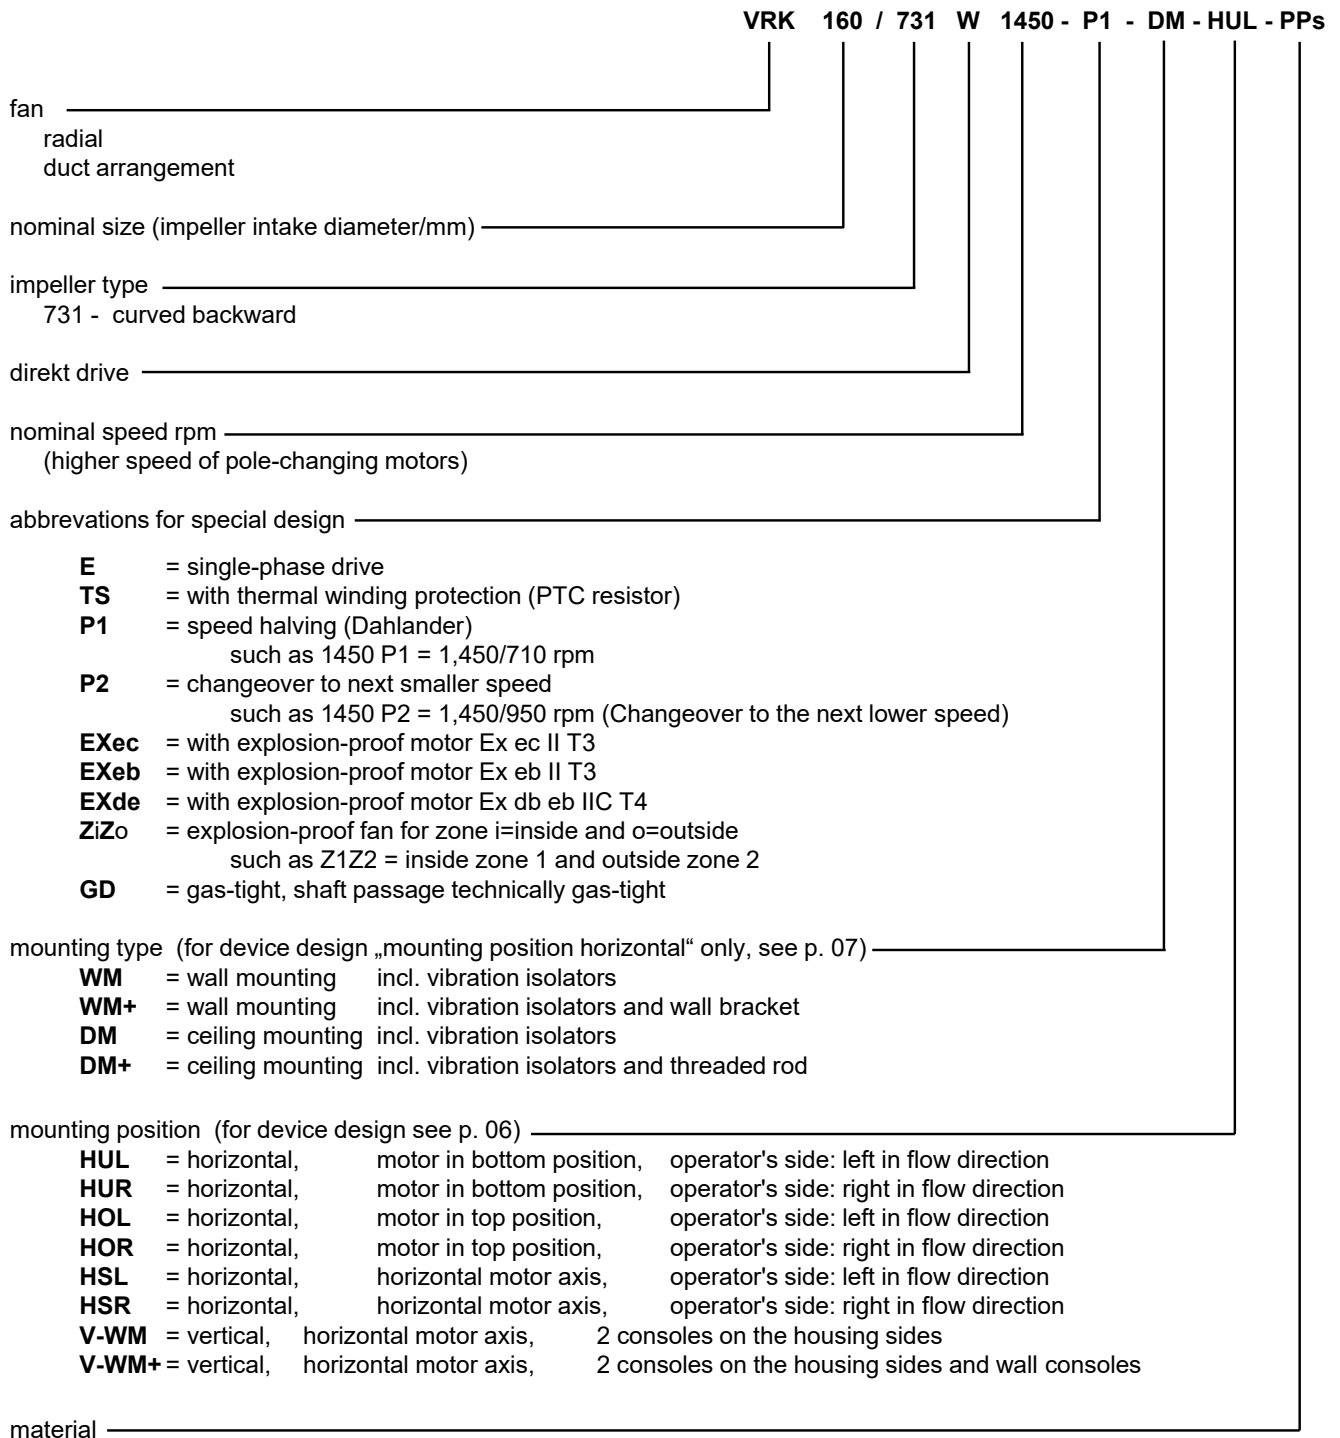 VRK 160 / 731 W 1450 - P1 - DM - HUL - PPs
fan
radial
duct arrangement
nominal size (impeller intake diameter/mm)
impeller type
731 - curved backward
direkt drive
nominal speed rpm
(higher speed of pole-changing motors)
abbrevations for special design
E = single-phase drive
TS = with thermal winding protection (PTC resistor)
P1 = speed halving (Dahlander)
such as 1450 P1 = 1,450/710 rpm
P2 = changeover to next smaller speed
such as 1450 P2 = 1,450/950 rpm (Changeover to the next lower speed)
EXec = with explosion-proof motor Ex ec II T3
EXeb = with explosion-proof motor Ex eb II T3
EXde = with explosion-proof motor Ex db eb IIC T4
ZiZo = explosion-proof fan for zone i=inside and o=outside
such as Z1Z2 = inside zone 1 and outside zone 2
GD = gas-tight, shaft passage technically gas-tight
mounting type (for device design „mounting position horizontal“ only, see p. 07)
WM = wall mounting incl. vibration isolators
WM+ = wall mounting incl. vibration isolators and wall bracket
DM = ceiling mounting incl. vibration isolators
DM+ = ceiling mounting incl. vibration isolators and threaded rod
mounting position (for device design see p. 06)
HUL = horizontal, motor in bottom position, operator's side: left in flow direction
HUR = horizontal, motor in bottom position, operator's side: right in flow direction
HOL = horizontal, motor in top position, operator's side: left in flow direction
HOR = horizontal, motor in top position, operator's side: right in flow direction
HSL = horizontal, horizontal motor axis, operator's side: left in flow direction
HSR = horizontal, horizontal motor axis, operator's side: right in flow direction
V-WM = vertical, horizontal motor axis, 2 consoles on the housing sides
V-WM+ = vertical, horizontal motor axis, 2 consoles on the housing sides and wall consoles
material